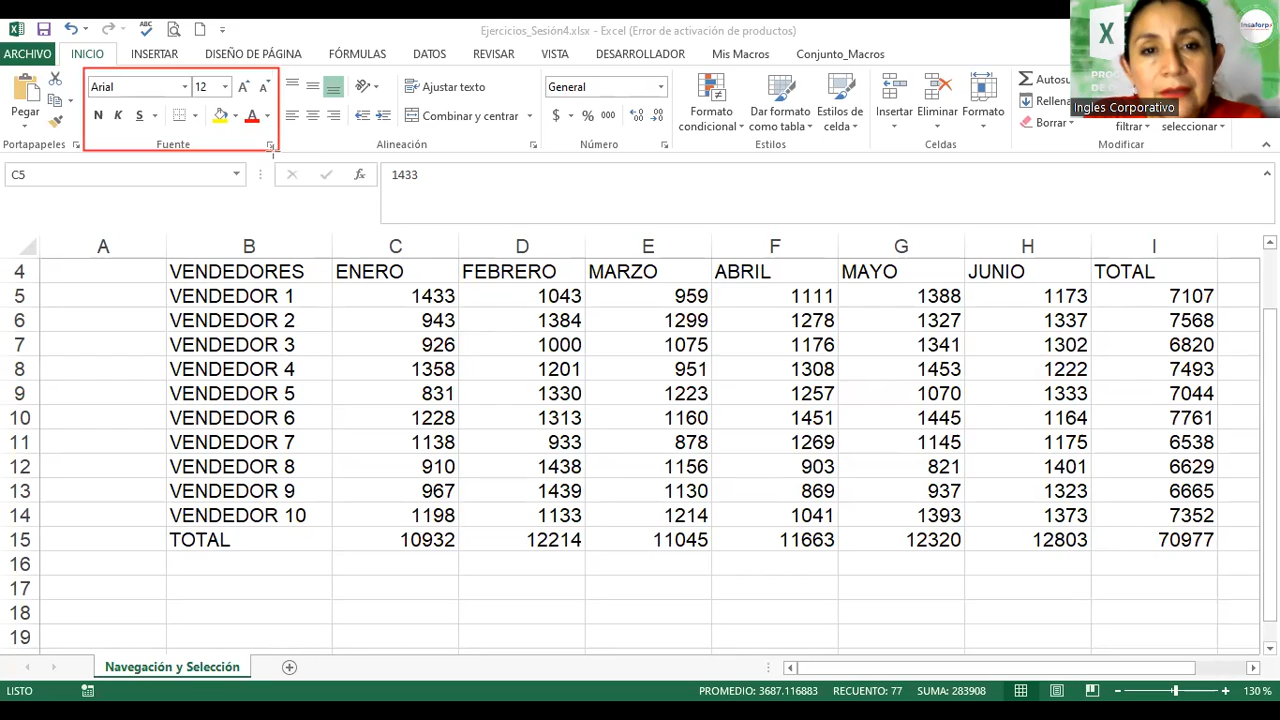 Ejercicios_Sesión4.xlsx - Excel (Error de activación de productos)
ARCHIVO INICIO INSERTAR DISEÑO DE PÁGINA FÓRMULAS DATOS REVISAR VISTA DESARROLLADOR Mis Macros Conjunto_Macros
Insaforp
Ingles Corporativo
Pegar
Portapapeles
Arial 12
N K S
Fuente
Ajustar texto
Combinar y centrar
Alineación
General
$ % 000
Número
Formato condicional
Dar formato como tabla
Estilos de celda
Estilos
Insertar Eliminar Formato
Celdas
Autosu
Rellena
Borrar
filtrar seleccionar
Modificar
C5 fx 1433
A B C D E F G H I
4 VENDEDORES ENERO FEBRERO MARZO ABRIL MAYO JUNIO TOTAL
5 VENDEDOR 1 1433 1043 959 1111 1388 1173 7107
6 VENDEDOR 2 943 1384 1299 1278 1327 1337 7568
7 VENDEDOR 3 926 1000 1075 1176 1341 1302 6820
8 VENDEDOR 4 1358 1201 951 1308 1453 1222 7493
9 VENDEDOR 5 831 1330 1223 1257 1070 1333 7044
10 VENDEDOR 6 1228 1313 1160 1451 1445 1164 7761
11 VENDEDOR 7 1138 933 878 1269 1145 1175 6538
12 VENDEDOR 8 910 1438 1156 903 821 1401 6629
13 VENDEDOR 9 967 1439 1130 869 937 1323 6665
14 VENDEDOR 10 1198 1133 1214 1041 1393 1373 7352
15 TOTAL 10932 12214 11045 11663 12320 12803 70977
16
17
18
19
Navegación y Selección
LISTO PROMEDIO: 3687.116883 RECUENTO: 77 SUMA: 283908 130 %